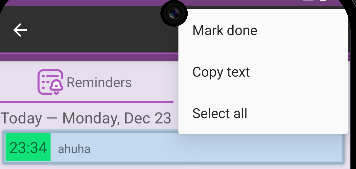 Mark done
Copy text
Select all
Reminders
Today — Monday, Dec 23
23:34 ahuha